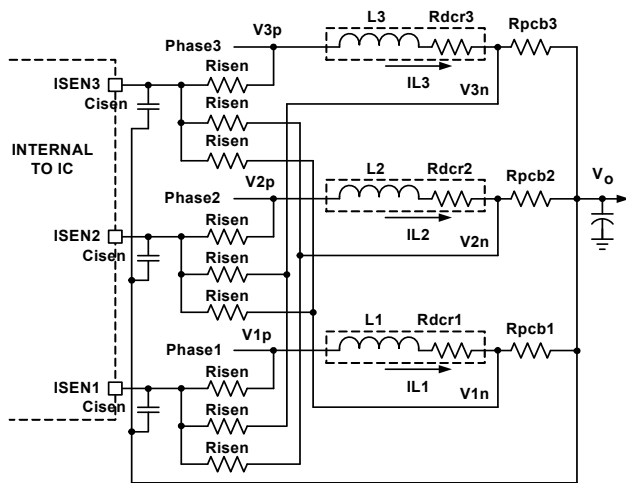 V3p
L3
Rdcr3
Rpcb3
Phase3
Risen
ISEN3
Cisen
IL3
V3n
Risen
Risen
INTERNAL
TO IC
V2p
L2
Rdcr2
Rpcb2
Vo
Phase2
Risen
ISEN2
Cisen
IL2
V2n
Risen
Risen
V1p
L1
Rdcr1
Rpcb1
Phase1
Risen
ISEN1
Cisen
IL1
V1n
Risen
Risen